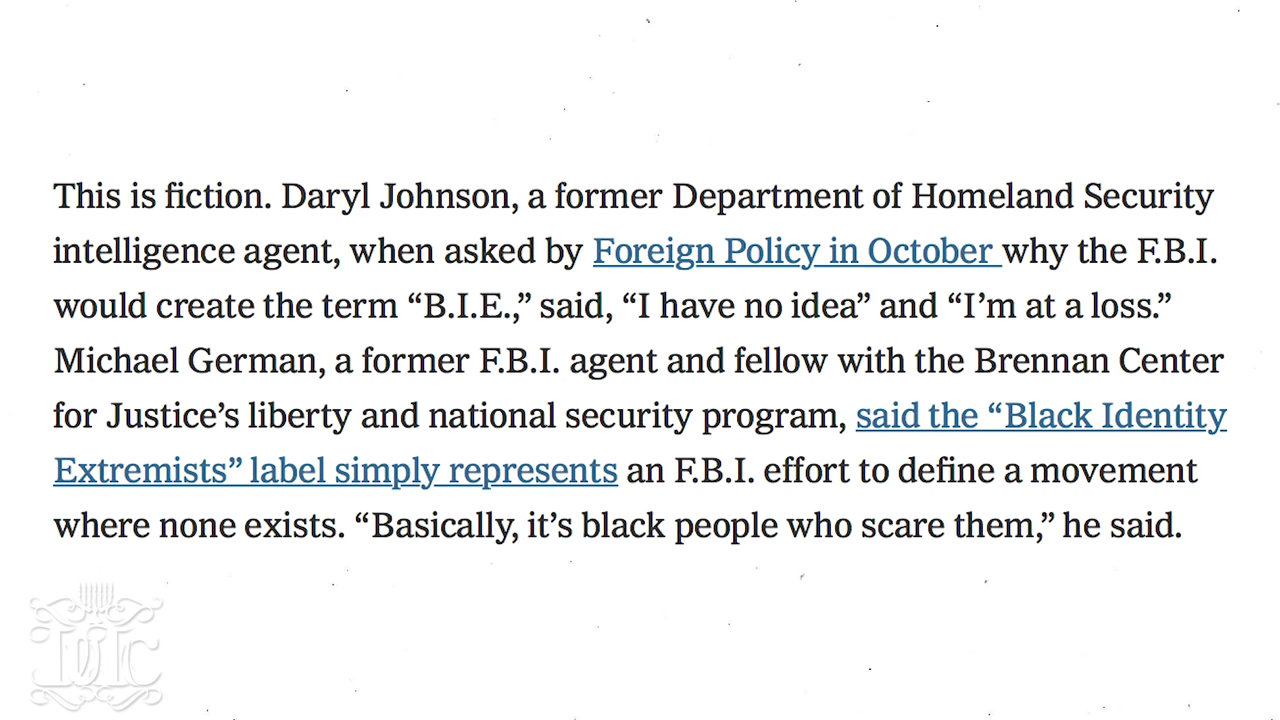 This is fiction. Daryl Johnson, a former Department of Homeland Security
intelligence agent, when asked by Foreign Policy in October why the F.B.I.
would create the term “B.I.E.,” said, “I have no idea” and “I’m at a loss.”
Michael German, a former F.B.I. agent and fellow with the Brennan Center
for Justice’s liberty and national security program, said the “Black Identity
Extremists” label simply represents an F.B.I. effort to define a movement
where none exists. “Basically, it’s black people who scare them,” he said.